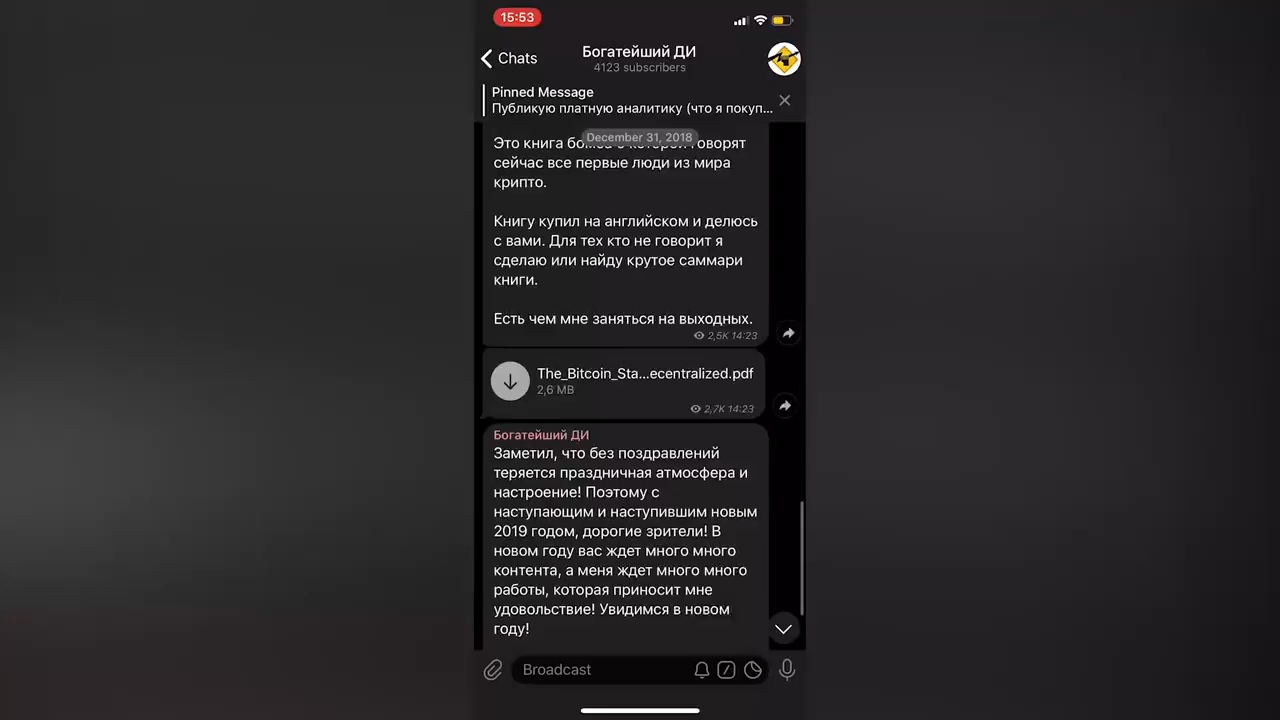 15:53
Chats
Богатейший ДИ
4123 subscribers
Pinned Message
Публикую платную аналитику (что я покуп...
December 31, 2018
Это книга с которой говорят
сейчас все первые люди из мира
крипто.
Книгу купил на английском и делюсь
с вами. Для тех кто не говорит я
сделаю или найду крутое саммари
книги.
Есть чем мне заняться на выходных.
2,5K 14:23
The_Bitcoin_Sta...ecentralized.pdf
2,6 MB
2,7K 14:23
Богатейший ДИ
Заметил, что без поздравлений
теряется праздничная атмосфера и
настроение! Поэтому с
наступающим и наступившим новым
2019 годом, дорогие зрители! В
новом году вас ждет много много
контента, а меня ждет много много
работы, которая приносит мне
удовольствие! Увидимся в новом
году!
Broadcast